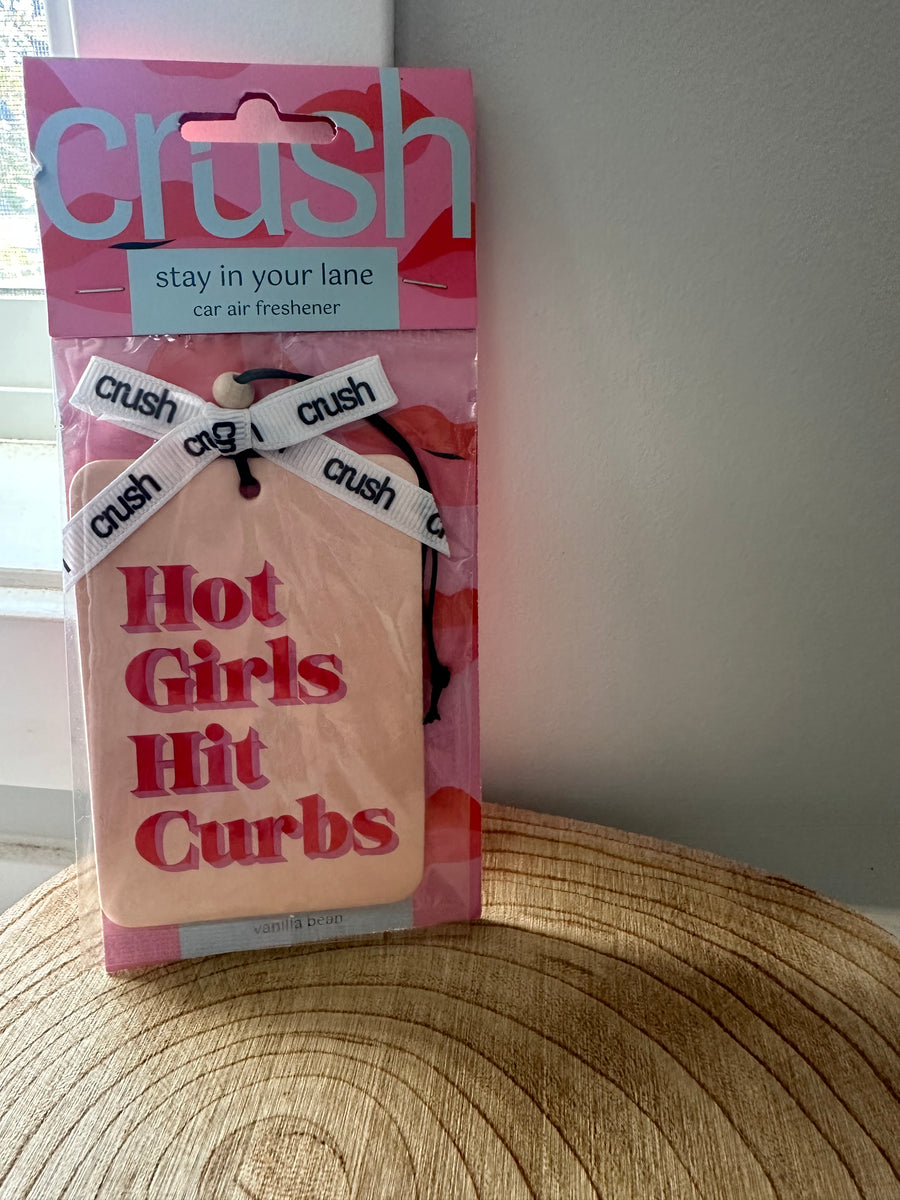 crush
stay in your lane
car air freshener
crush
crush
crush
crush
Hot
Girls
Hit
Curbs
vanilla bean